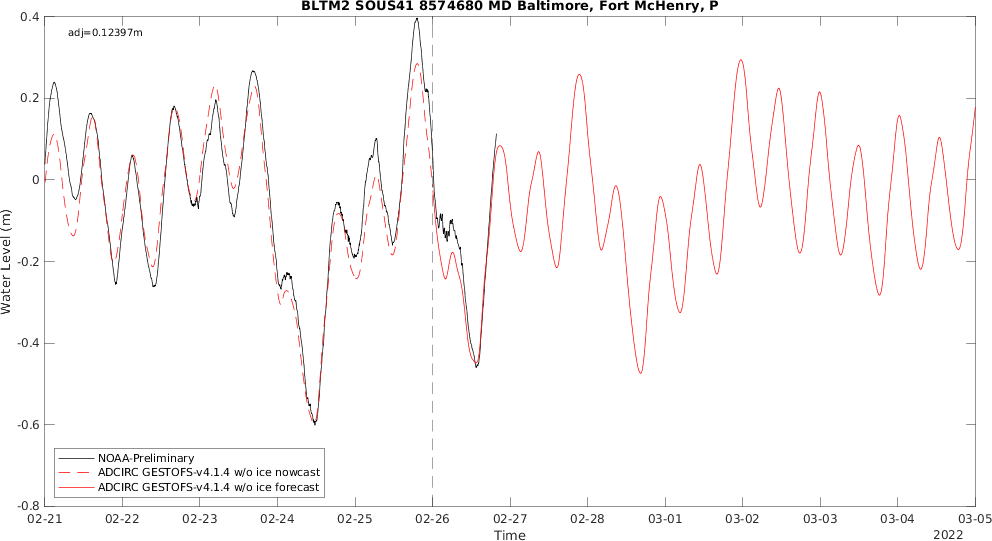 BLTM2 SOUS41 8574680 MD Baltimore, Fort McHenry, P
adj=0.12397m
0.4
0.2
0
-0.2
-0.4
-0.6
-0.8
Water Level (m)
NOAA-Preliminary
ADCIRC GESTOFS-v4.1.4 w/o ice nowcast
ADCIRC GESTOFS-v4.1.4 w/o ice forecast
02-21 02-22 02-23 02-24 02-25 02-26 02-27 02-28 03-01 03-02 03-03 03-04 03-05
Time
2022